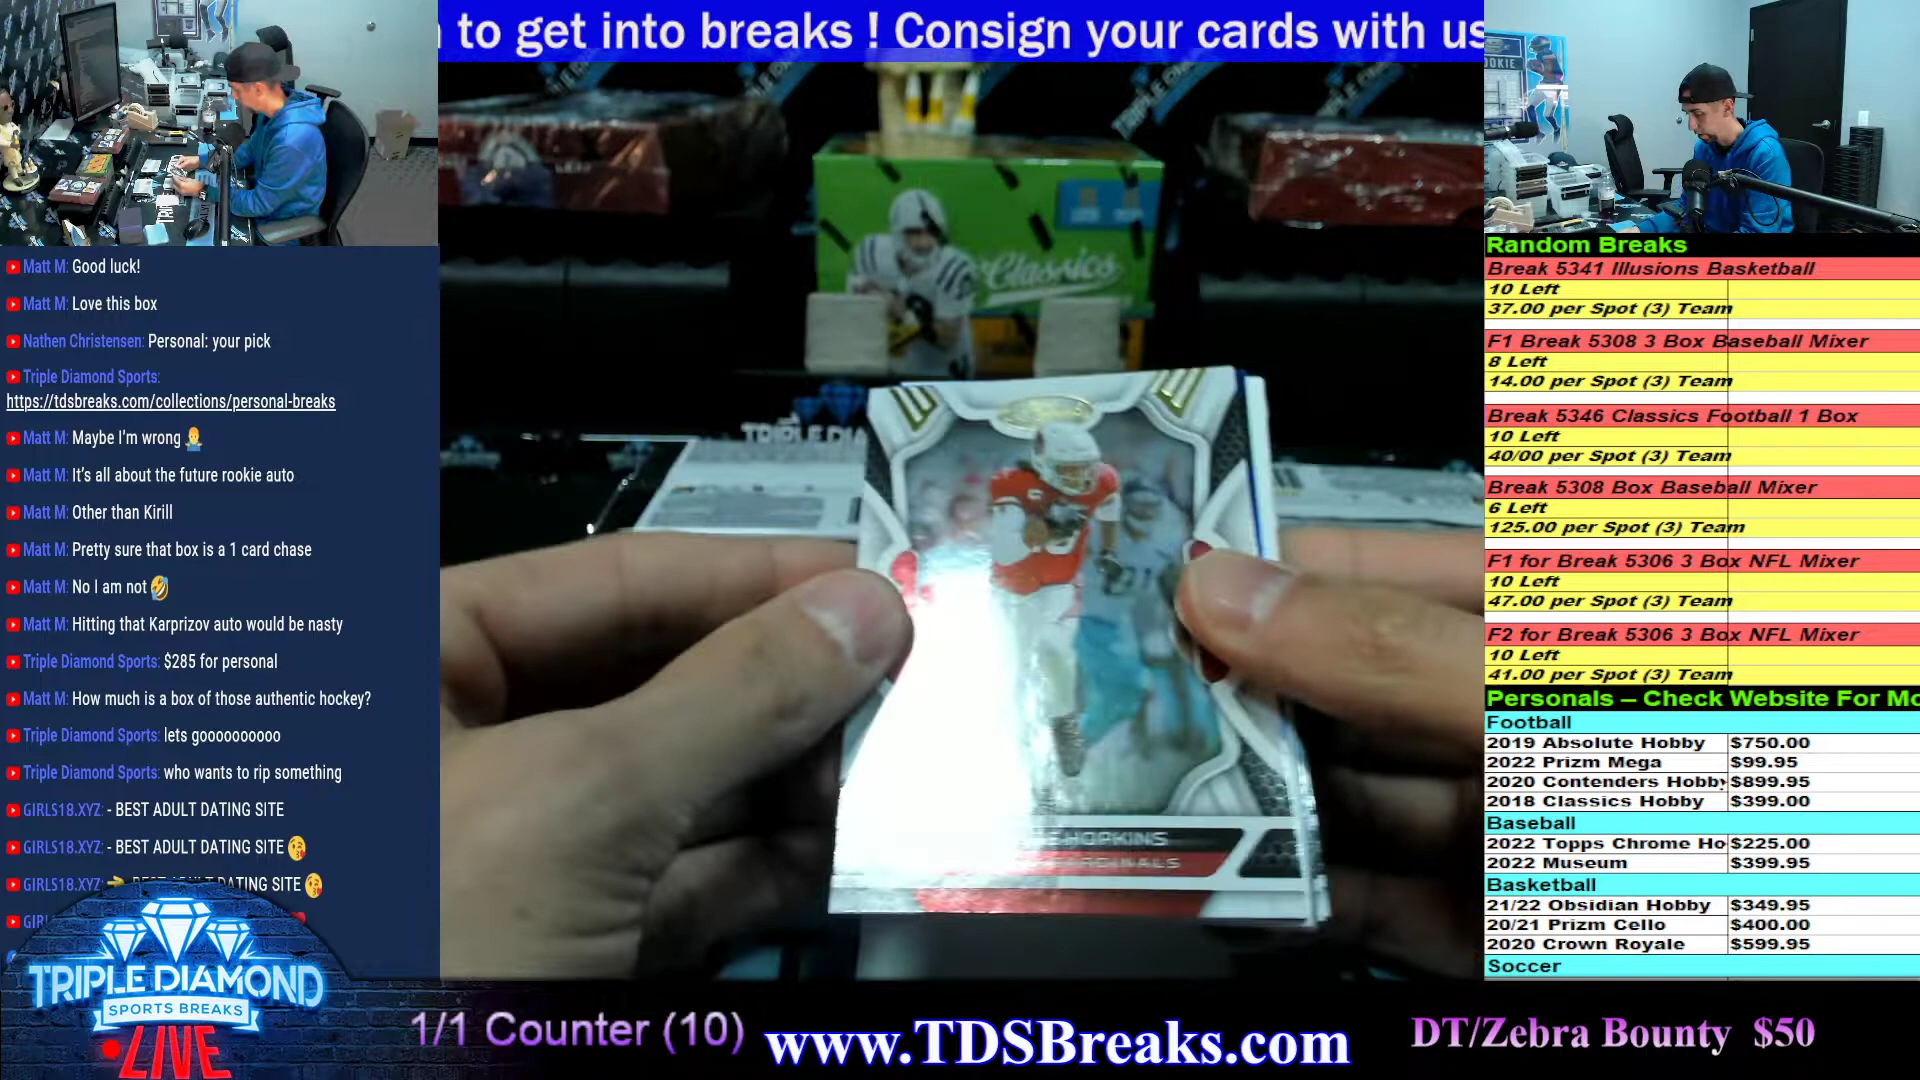 to get into breaks ! Consign your cards with us
Matt M: Good luck!
Matt M: Love this box
Nathen Christensen: Personal: your pick
Triple Diamond Sports:
https://tdsbreaks.com/collections/personal-breaks
Matt M: Maybe I'm wrong 🤷‍♂️
Matt M: It's all about the future rookie auto
Matt M: Other than Kirill
Matt M: Pretty sure that box is a 1 card chase
Matt M: No I am not 🤣
Matt M: Hitting that Karprizov auto would be nasty
Triple Diamond Sports: $285 for personal
Matt M: How much is a box of those authentic hockey?
Triple Diamond Sports: lets goooooooooo
Triple Diamond Sports: who wants to rip something
GIRLS18.XYZ: - BEST ADULT DATING SITE
GIRLS18.XYZ: - BEST ADULT DATING SITE 😘
GIRLS18.XYZ: BEST ADULT DATING SITE 😘
TRIPLE DIAMOND
SPORTS BREAKS
LIVE
Classics
TRIPLE DIA
HOPKINS
CARDINALS
Random Breaks
Break 5341 Illusions Basketball
10 Left
37.00 per Spot (3) Team
F1 Break 5308 3 Box Baseball Mixer
8 Left
14.00 per Spot (3) Team
Break 5346 Classics Football 1 Box
10 Left
40/00 per Spot (3) Team
Break 5308 Box Baseball Mixer
6 Left
125.00 per Spot (3) Team
F1 for Break 5306 3 Box NFL Mixer
10 Left
47.00 per Spot (3) Team
F2 for Break 5306 3 Box NFL Mixer
10 Left
41.00 per Spot (3) Team
Personals – Check Website For Mo
Football
2019 Absolute Hobby $750.00
2022 Prizm Mega $99.95
2020 Contenders Hobby $899.95
2018 Classics Hobby $399.00
Baseball
2022 Topps Chrome Ho $225.00
2022 Museum $399.95
Basketball
21/22 Obsidian Hobby $349.95
20/21 Prizm Cello $400.00
2020 Crown Royale $599.95
Soccer
1/1 Counter (10)
www.TDSBreaks.com
DT/Zebra Bounty $50